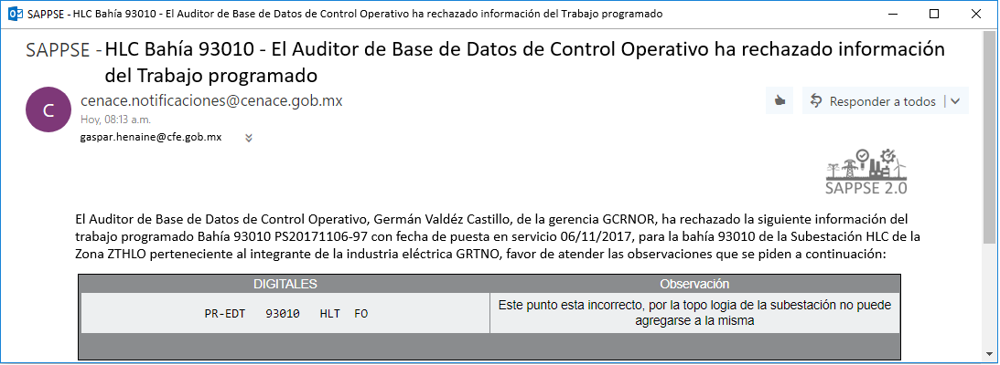 SAPPSE - HLC Bahía 93010 - El Auditor de Base de Datos de Control Operativo ha rechazado información del Trabajo programado
SAPPSE - HLC Bahía 93010 - El Auditor de Base de Datos de Control Operativo ha rechazado información
del Trabajo programado
C
cenace.notificaciones@cenace.gob.mx
Hoy, 08:13 a.m.
Responder a todos
gaspar.henaine@cfe.gob.mx
SAPPSE 2.0
El Auditor de Base de Datos de Control Operativo, Germán Valdéz Castillo, de la gerencia GCRNOR, ha rechazado la siguiente información del
trabajo programado Bahía 93010 PS20171106-97 con fecha de puesta en servicio 06/11/2017, para la bahía 93010 de la Subestación HLC de la
Zona ZTHLO perteneciente al integrante de la industria eléctrica GRTNO, favor de atender las observaciones que se piden a continuación:
DIGITALES Observación
PR-EDT 93010 HLT FO
Este punto esta incorrecto, por la topo logia de la subestación no puede
agregarse a la misma